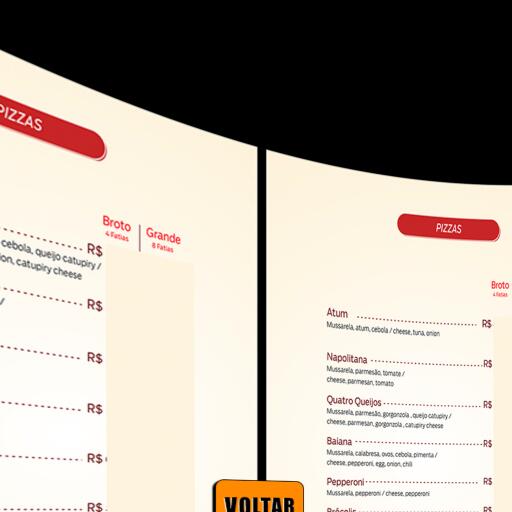 PIZZAS
Broto
4 Fatias
Grande
8 Fatias
R$
cebola, queijo catupiry /
catupiry cheese
R$
/
R$
R$
R$
R$
VOLTAR
PIZZAS
Broto
4 Fatias
Atum R$
Mussarela, atum, cebola / cheese, tuna, onion
Napolitana R$
Mussarela, parmesão, tomate /
cheese, parmesan, tomato
Quatro Queijos R$
Mussarela, parmesão, gorgonzola , queijo catupiry /
cheese, parmesan, gorgonzola , catupiry cheese
Baiana R$
Mussarela, calabresa, ovos, cebola, pimenta /
cheese, pepperoni, egg, onion, chili
Pepperoni R$
Mussarela, pepperoni / cheese, pepperoni
R$